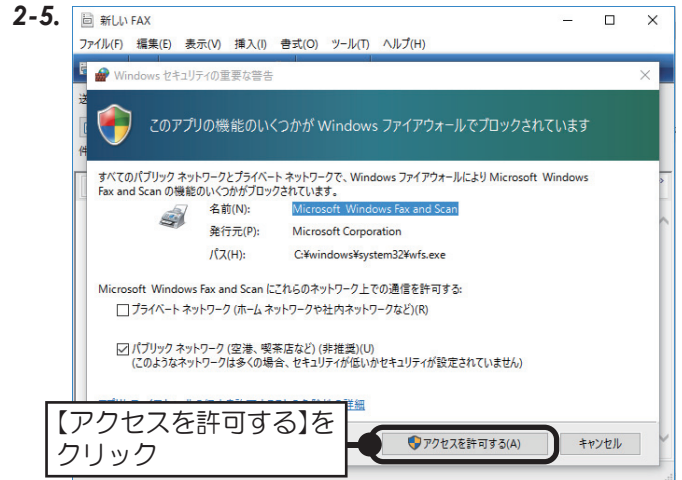 2-5.
新しい FAX
ファイル(F) 編集(E) 表示(V) 挿入(I) 書式(O) ツール(T) ヘルプ(H)
Windows セキュリティの重要な警告
このアプリの機能のいくつかが Windows ファイアウォールでブロックされています
すべてのパブリック ネットワークとプライベート ネットワークで、Windows ファイアウォールにより Microsoft Windows
Fax and Scan の機能のいくつかがブロックされています。
名前(N): Microsoft Windows Fax and Scan
発行元(P): Microsoft Corporation
パス(H): C:¥windows¥system32¥wfs.exe
Microsoft Windows Fax and Scan にこれらのネットワーク上での通信を許可する:
プライベート ネットワーク (ホーム ネットワークや社内ネットワークなど)(R)
パブリック ネットワーク (空港、喫茶店など) (非推奨)(U)
(このようなネットワークは多くの場合、セキュリティが低いかセキュリティが設定されていません)
詳細
【アクセスを許可する】を
クリック
アクセスを許可する(A) キャンセル